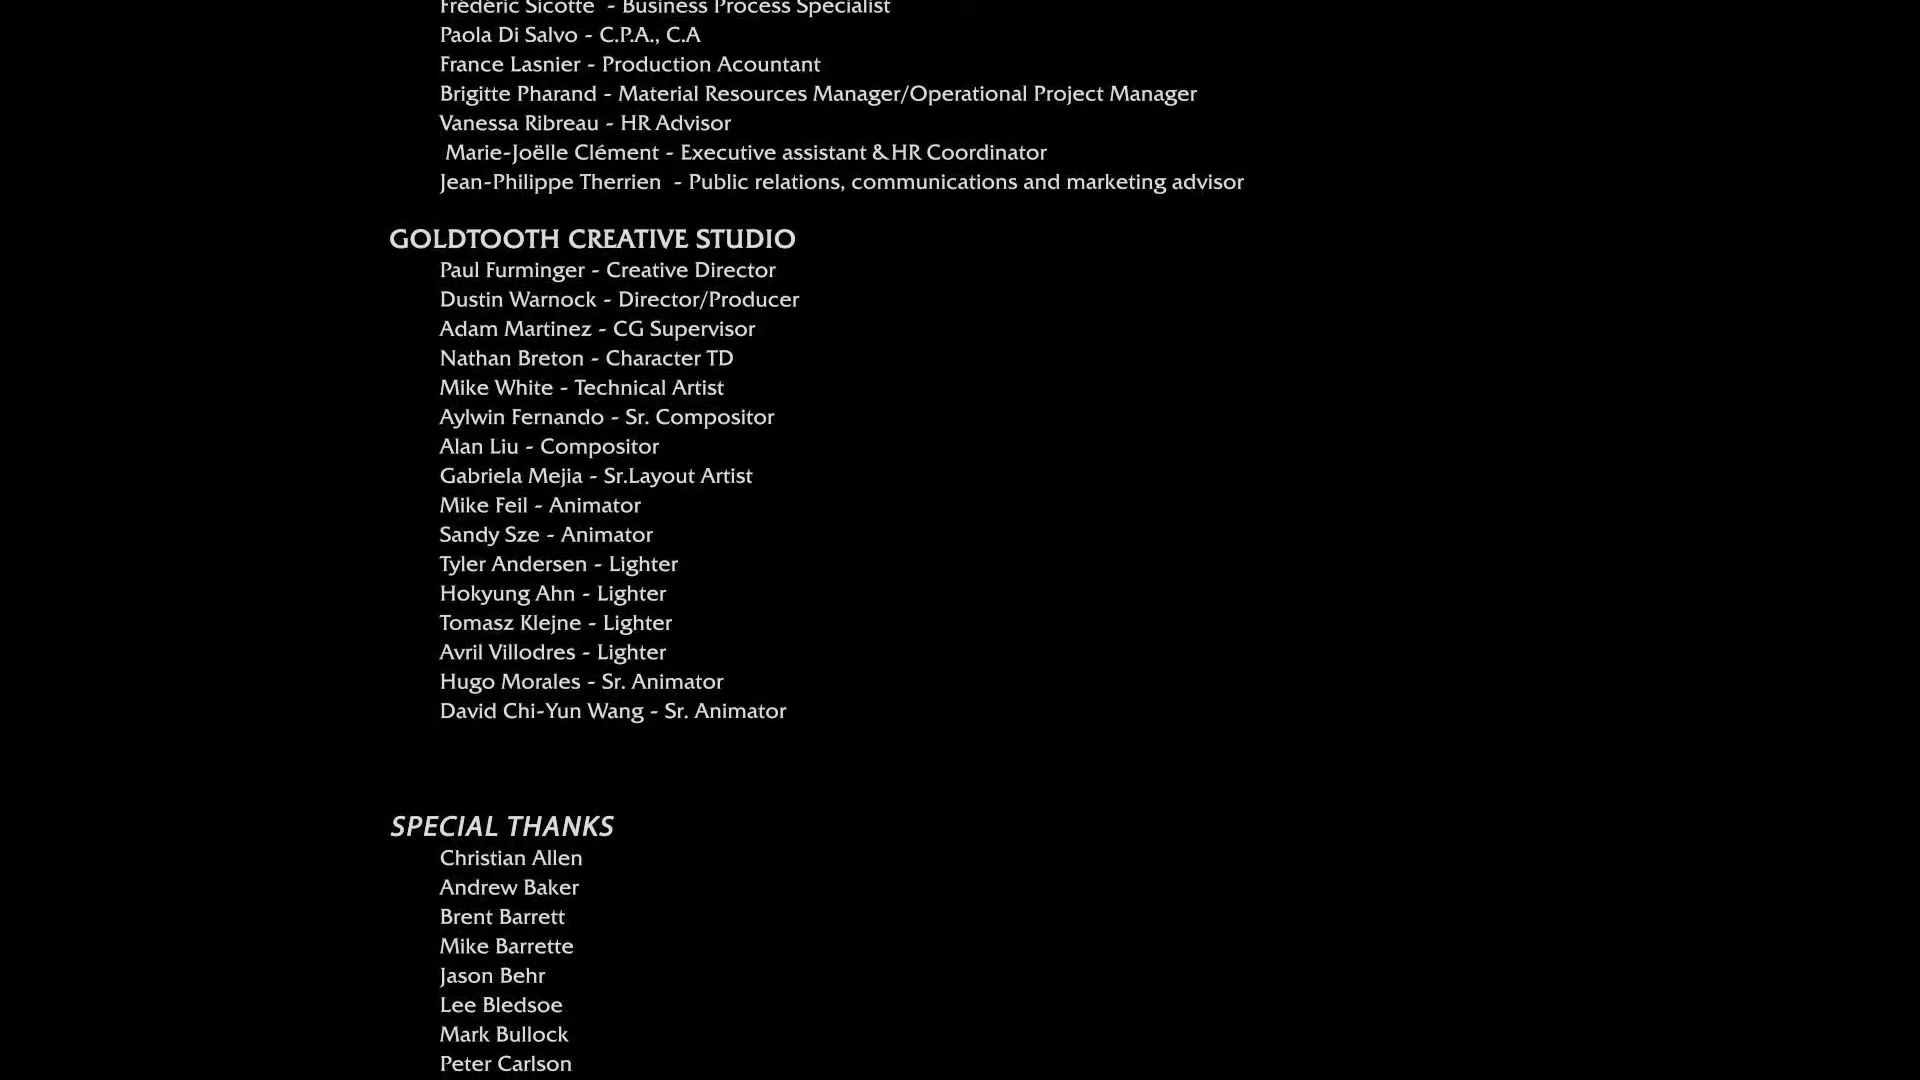 Frédéric Sicotte  - Business Process Specialist
Paola Di Salvo - C.P.A., C.A
France Lasnier - Production Acountant
Brigitte Pharand - Material Resources Manager/Operational Project Manager
Vanessa Ribreau - HR Advisor
Marie-Joëlle Clément - Executive assistant & HR Coordinator
Jean-Philippe Therrien  - Public relations, communications and marketing advisor
GOLDTOOTH CREATIVE STUDIO
Paul Furminger - Creative Director
Dustin Warnock - Director/Producer
Adam Martinez - CG Supervisor
Nathan Breton - Character TD
Mike White - Technical Artist
Aylwin Fernando - Sr. Compositor
Alan Liu - Compositor
Gabriela Mejia - Sr.Layout Artist
Mike Feil - Animator
Sandy Sze - Animator
Tyler Andersen - Lighter
Hokyung Ahn - Lighter
Tomasz Klejne - Lighter
Avril Villodres - Lighter
Hugo Morales - Sr. Animator
David Chi-Yun Wang - Sr. Animator
SPECIAL THANKS
Christian Allen
Andrew Baker
Brent Barrett
Mike Barrette
Jason Behr
Lee Bledsoe
Mark Bullock
Peter Carlson